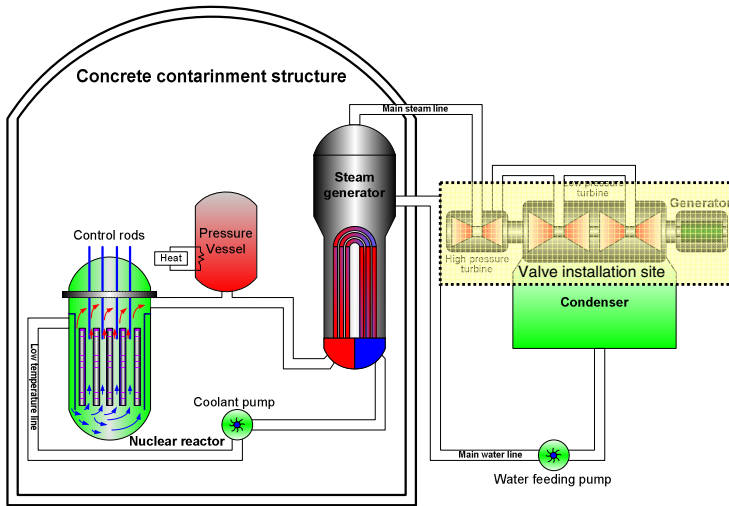 Concrete contarinment structure
Main steam line
Steam
generator
Low pressure
turbine
Generator
Pressure
Vessel
Control rods
Heat
High pressure
turbine
Valve installation site
Condenser
Low temperature
line
Coolant pump
Nuclear reactor
Main water line
Water feeding pump